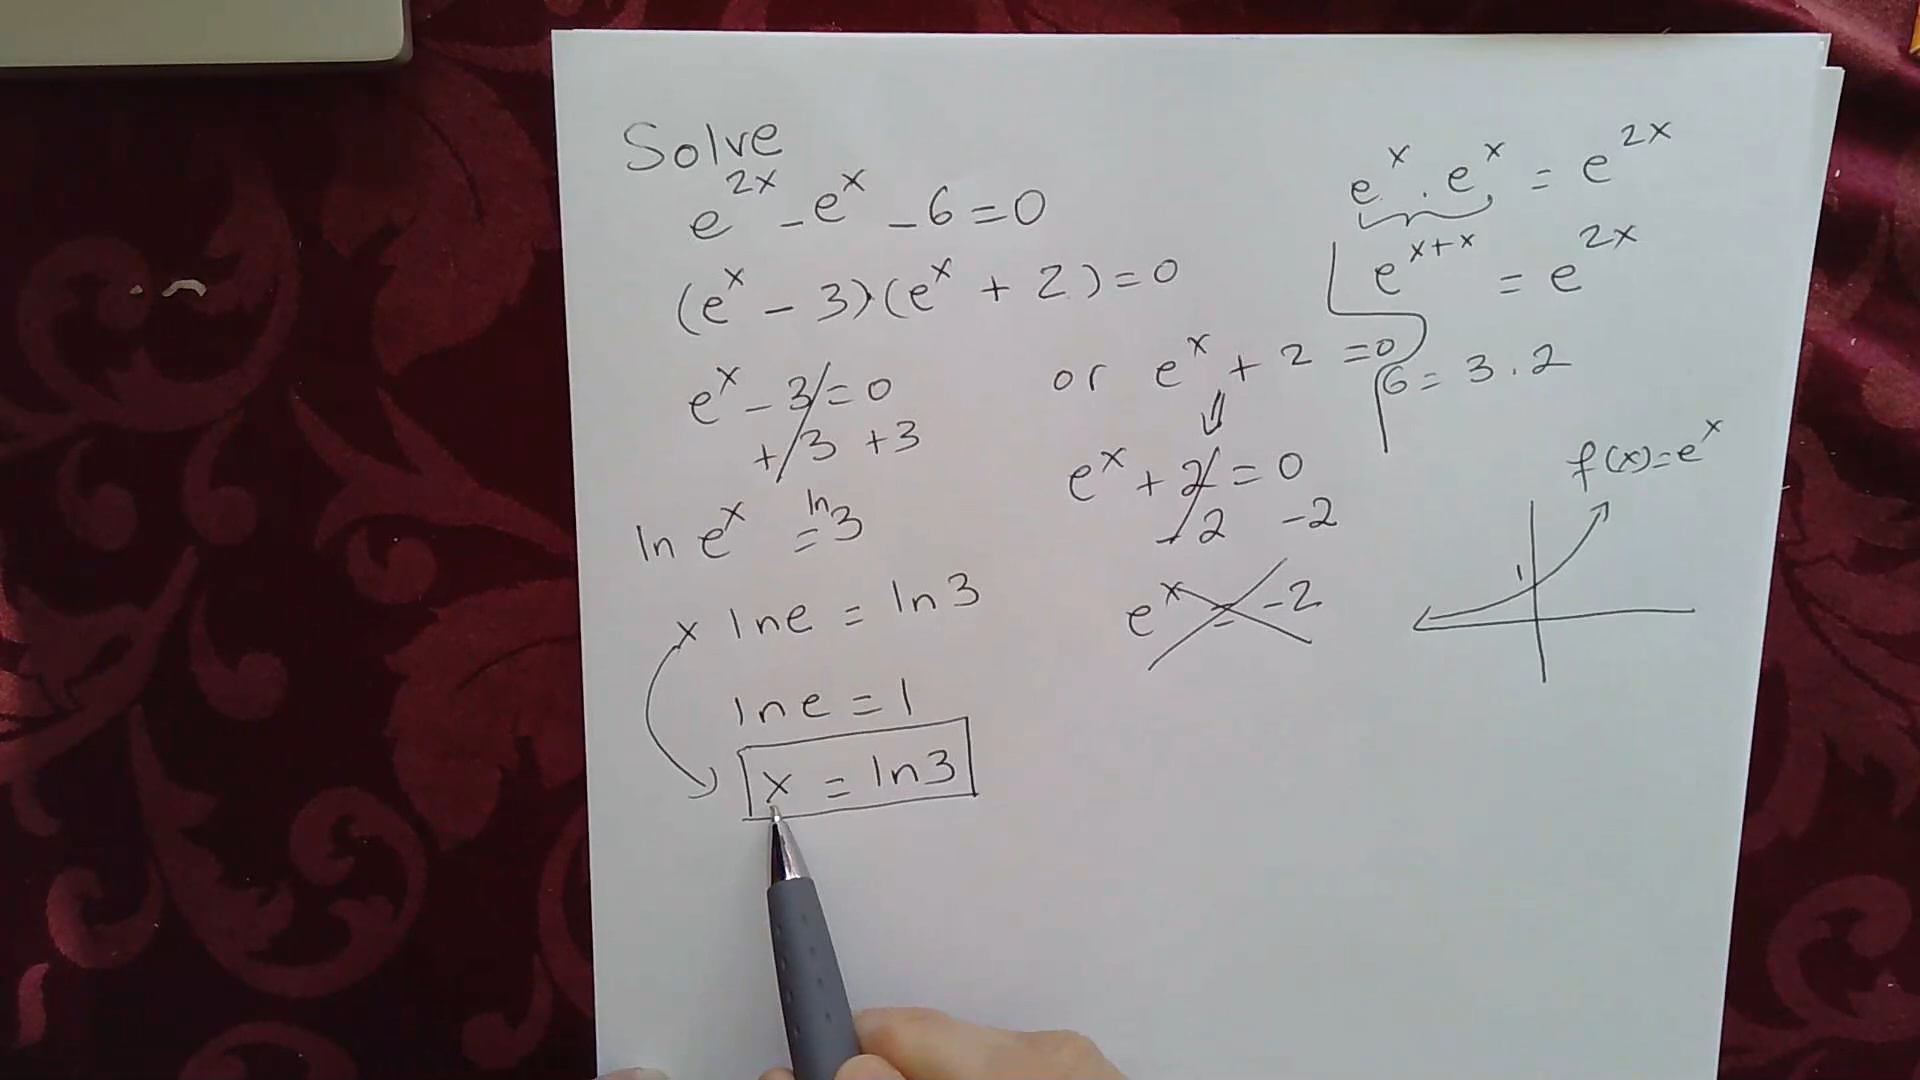 Solve
e^{2x} - e^x - 6 = 0
(e^x - 3)(e^x + 2) = 0
e^x - 3 = 0
+3 +3
ln e^x = ln 3
x ln e = ln 3
ln e = 1
x = ln 3
or e^x + 2 = 0
e^x + 2 = 0
-2 -2
e^x = -2
e^x . e^x = e^{2x}
e^{x+x} = e^{2x}
6 = 3 . 2
f(x) = e^x
1